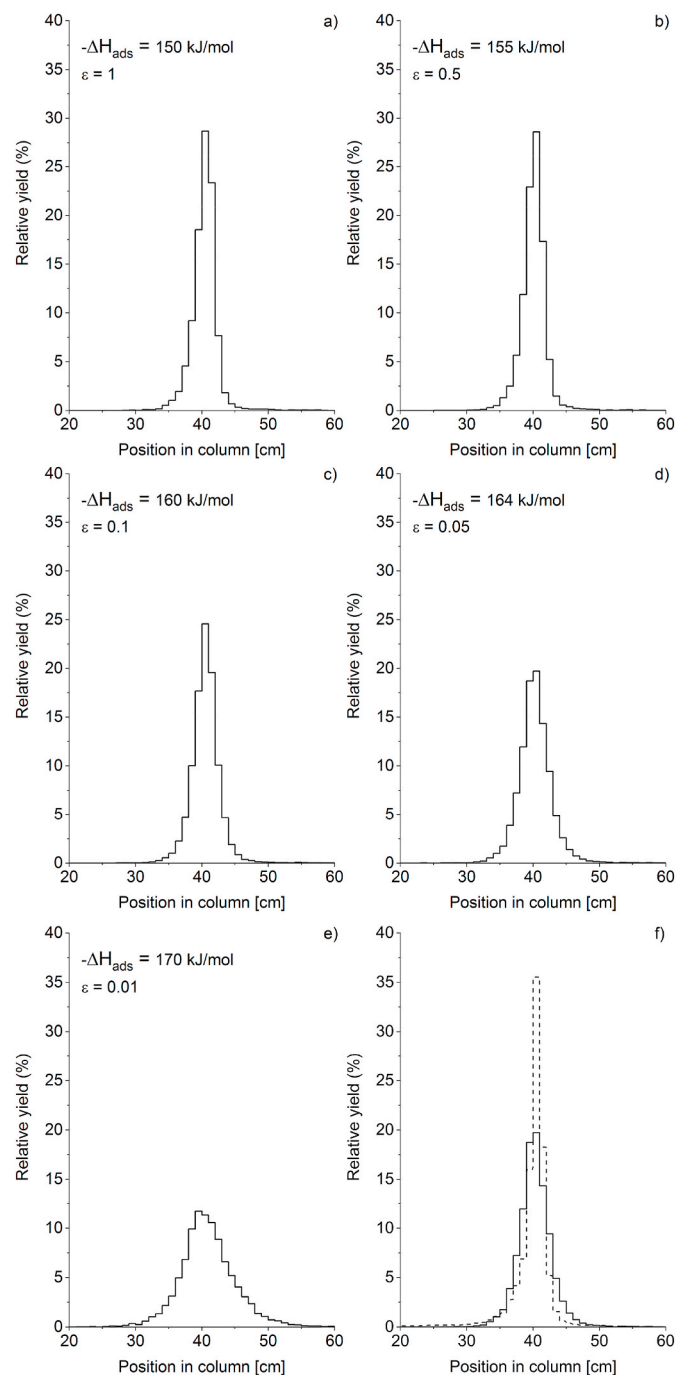 a)
-ΔH_ads = 150 kJ/mol
ε = 1
Relative yield (%)
40
35
30
25
20
15
10
5
0
20 30 40 50 60
Position in column [cm]
b)
-ΔH_ads = 155 kJ/mol
ε = 0.5
Relative yield (%)
40
35
30
25
20
15
10
5
0
20 30 40 50 60
Position in column [cm]
c)
-ΔH_ads = 160 kJ/mol
ε = 0.1
Relative yield (%)
40
35
30
25
20
15
10
5
0
20 30 40 50 60
Position in column [cm]
d)
-ΔH_ads = 164 kJ/mol
ε = 0.05
Relative yield (%)
40
35
30
25
20
15
10
5
0
20 30 40 50 60
Position in column [cm]
e)
-ΔH_ads = 170 kJ/mol
ε = 0.01
Relative yield (%)
40
35
30
25
20
15
10
5
0
20 30 40 50 60
Position in column [cm]
f)
Relative yield (%)
40
35
30
25
20
15
10
5
0
20 30 40 50 60
Position in column [cm]